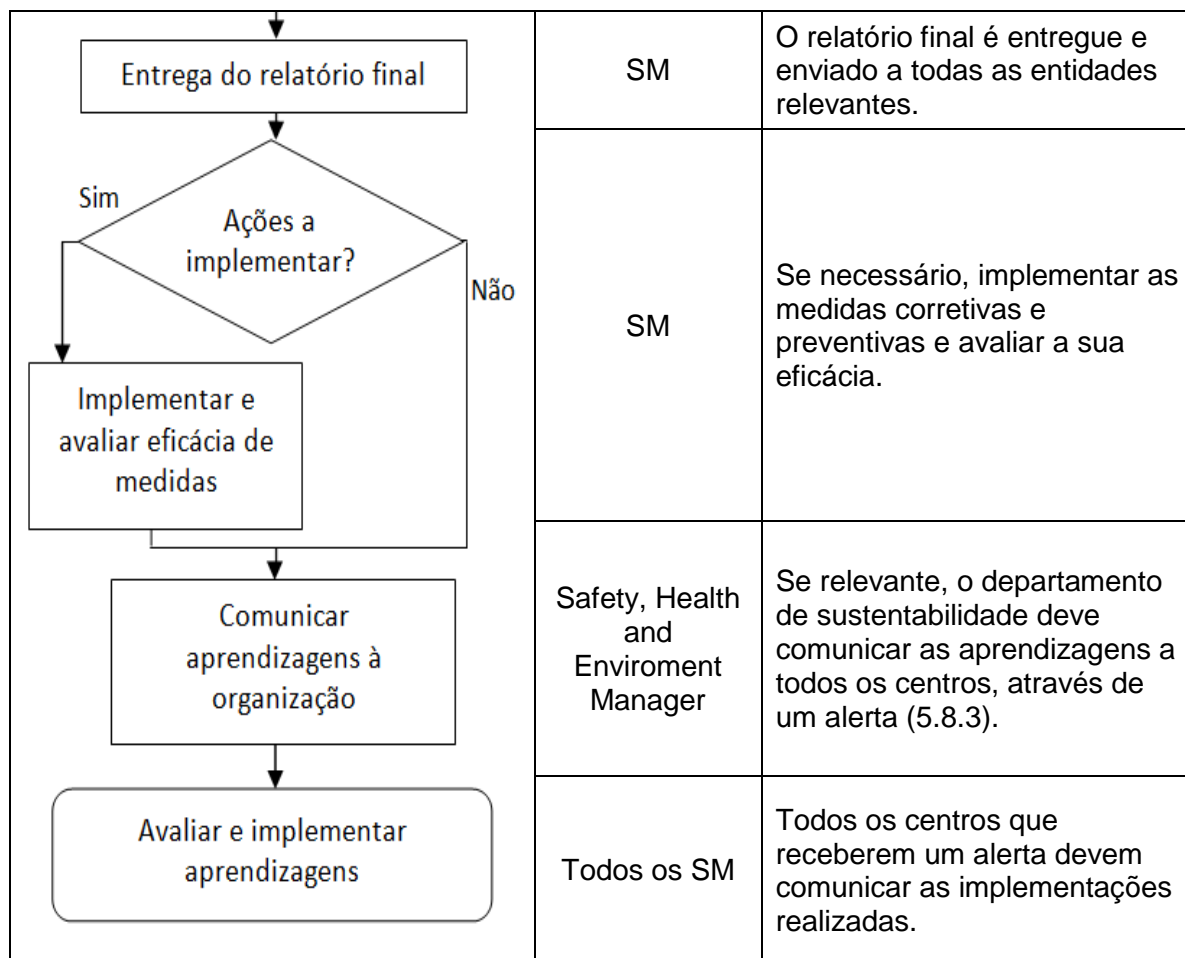 Entrega do relatório final
SM
O relatório final é entregue e
enviado a todas as entidades
relevantes.
Sim
Ações a
implementar?
Não
Implementar e
avaliar eficácia de
medidas
SM
Se necessário, implementar as
medidas corretivas e
preventivas e avaliar a sua
eficácia.
Comunicar
aprendizagens à
organização
Safety, Health
and
Enviroment
Manager
Se relevante, o departamento
de sustentabilidade deve
comunicar as aprendizagens a
todos os centros, através de
um alerta (5.8.3).
Avaliar e implementar
aprendizagens
Todos os SM
Todos os centros que
receberem um alerta devem
comunicar as implementações
realizadas.